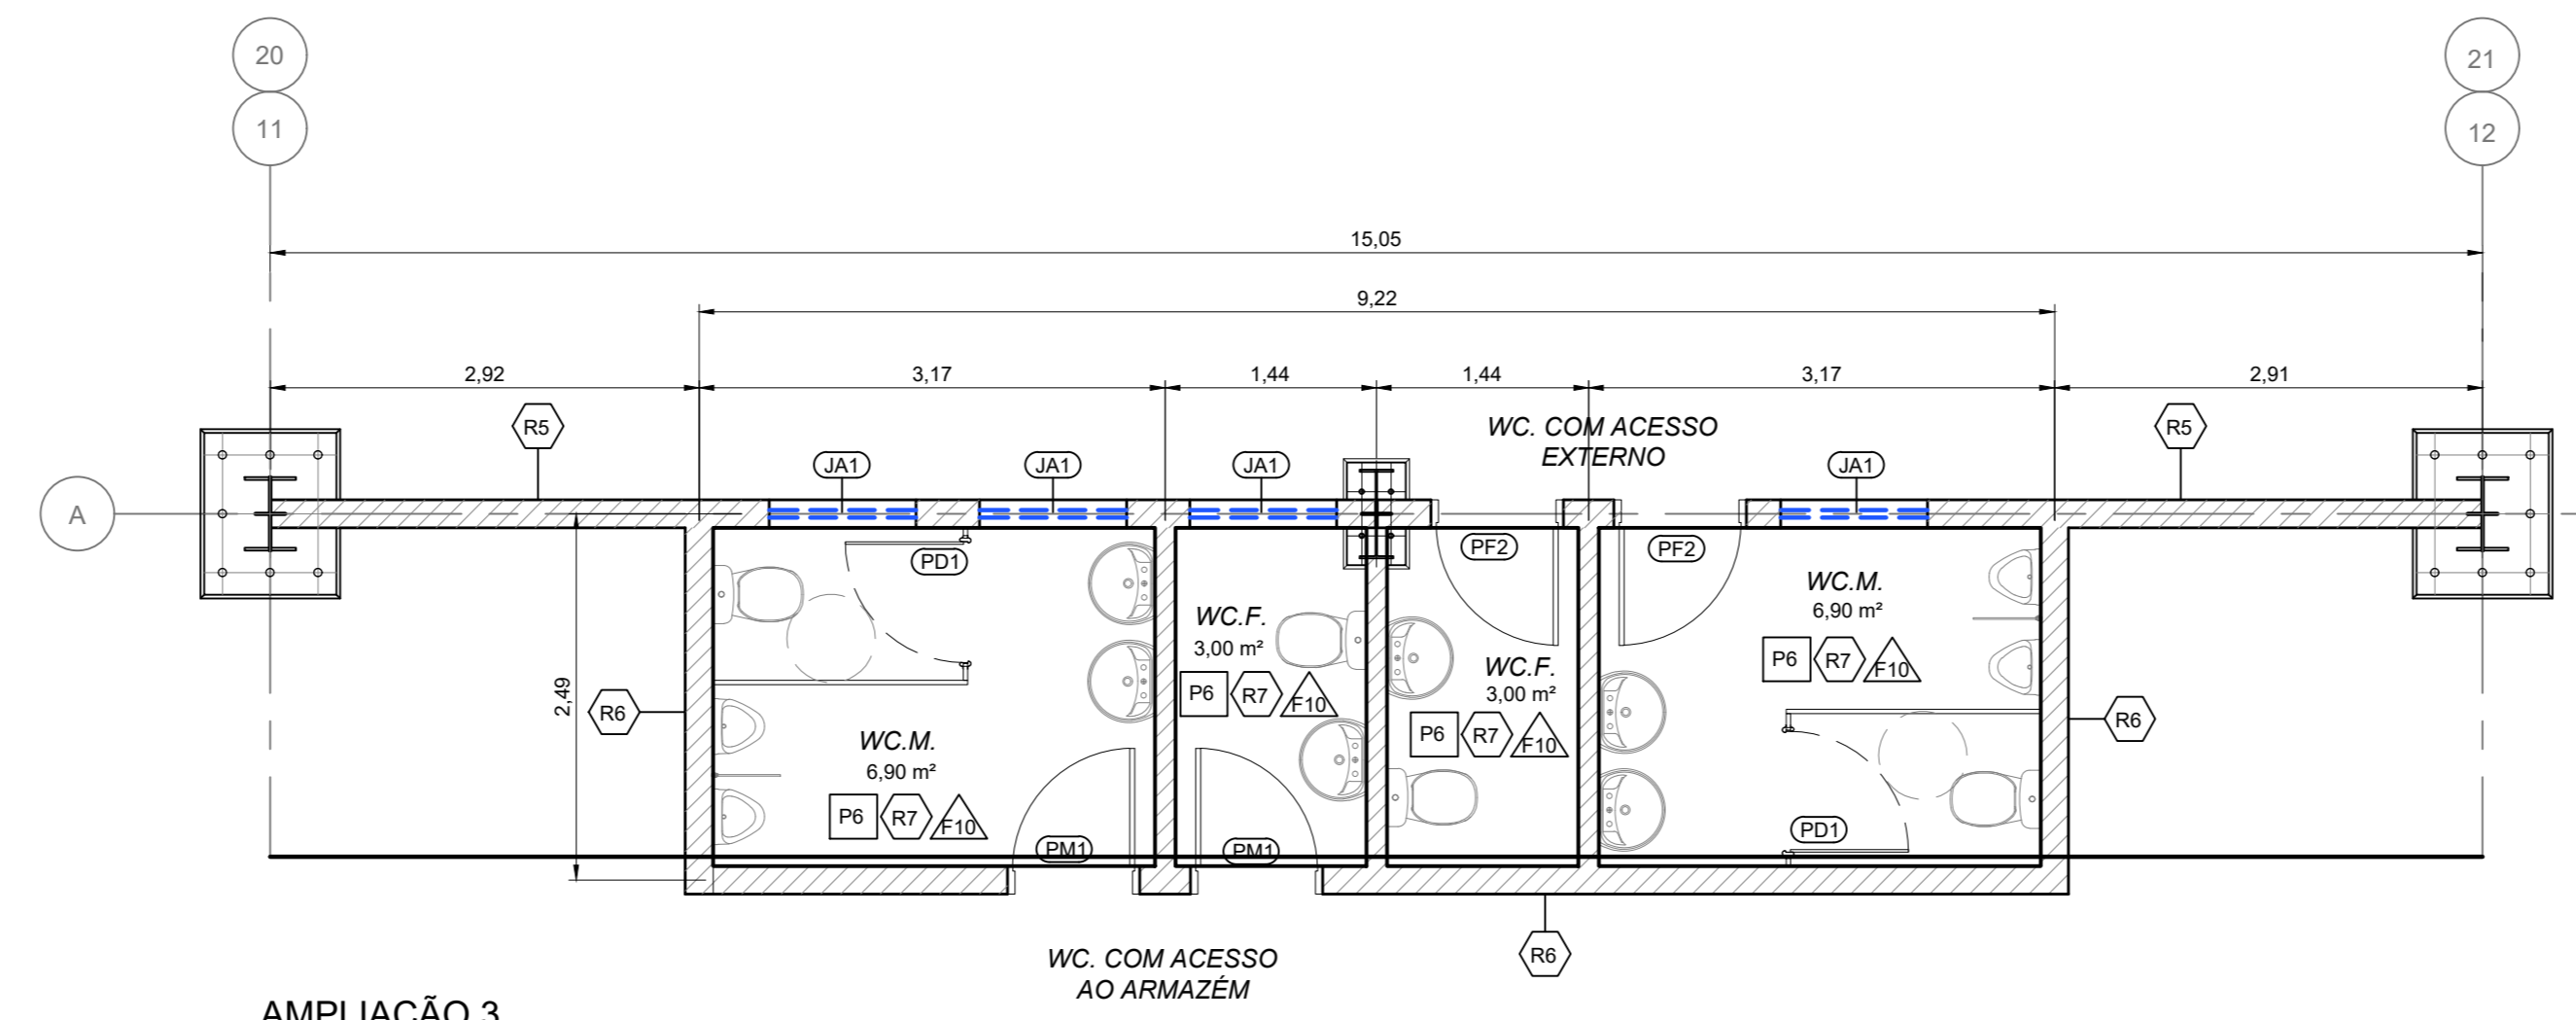 20
21
11
12
15,05
9,22
2,92
3,17
1,44
1,44
3,17
2,91
R5
WC. COM ACESSO
EXTERNO
R5
JA1
JA1
JA1
JA1
A
PD1
PF2
PF2
WC.M.
6,90 m²
P6 R7 F10
WC.F.
3,00 m²
P6 R7 F10
WC.F.
3,00 m²
P6 R7 F10
2,49
R6
R6
WC.M.
6,90 m²
P6 R7 F10
PD1
PM1
PM1
R6
WC. COM ACESSO
AO ARMAZÉM
AMPLIAÇÃO 3